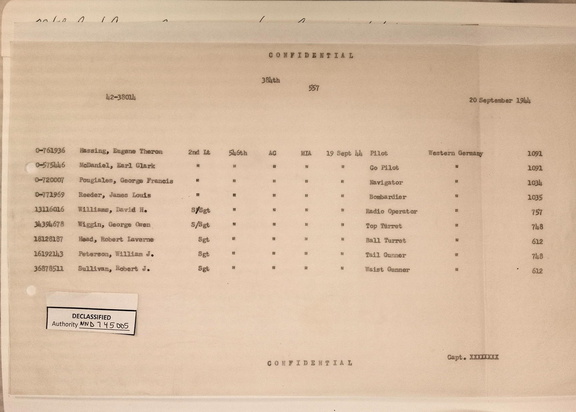 CONFIDENTIAL
384th
557
42-38014
20 September 1944
0-761936 Hassing, Eugene Theron 2nd Lt 546th AC MIA 19 Sept 44 Pilot Western Germany 1091
0-575446 McDaniel, Earl Clark " " " " " Co Pilot " 1091
0-720007 Fougialas, George Francis " " " " " Navigator " 1034
0-771969 Reeder, James Louis " " " " " Bombardier " 1035
13116016 Williams, David H. S/Sgt " " " " Radio Operator " 757
34394678 Wiggin, George Owen S/Sgt " " " " Top Turret " 748
18128187 Head, Robert Laverne Sgt " " " " Ball Turret " 612
16192143 Peterson, William J. Sgt " " " " Tail Gunner " 748
36878511 Sullivan, Robert J. Sgt " " " " Waist Gunner " 612
DECLASSIFIED
Authority NND 745005
Capt. XXXXXXXX
CONFIDENTIAL